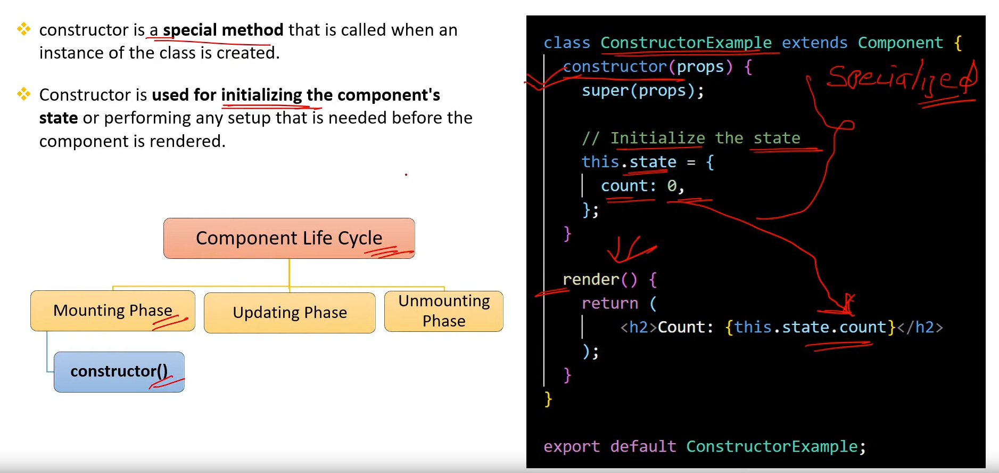 ❖ constructor is a special method that is called when an
instance of the class is created.
❖ Constructor is used for initializing the component's
state or performing any setup that is needed before the
component is rendered.
Component Life Cycle
Mounting Phase
Updating Phase
Unmounting
Phase
constructor()
class ConstructorExample extends Component {
constructor(props) {
Specialized
super(props);
// Initialize the state
this.state = {
count: 0,
};
}
render() {
return (
<h2>Count: {this.state.count}</h2>
);
}
}
export default ConstructorExample;